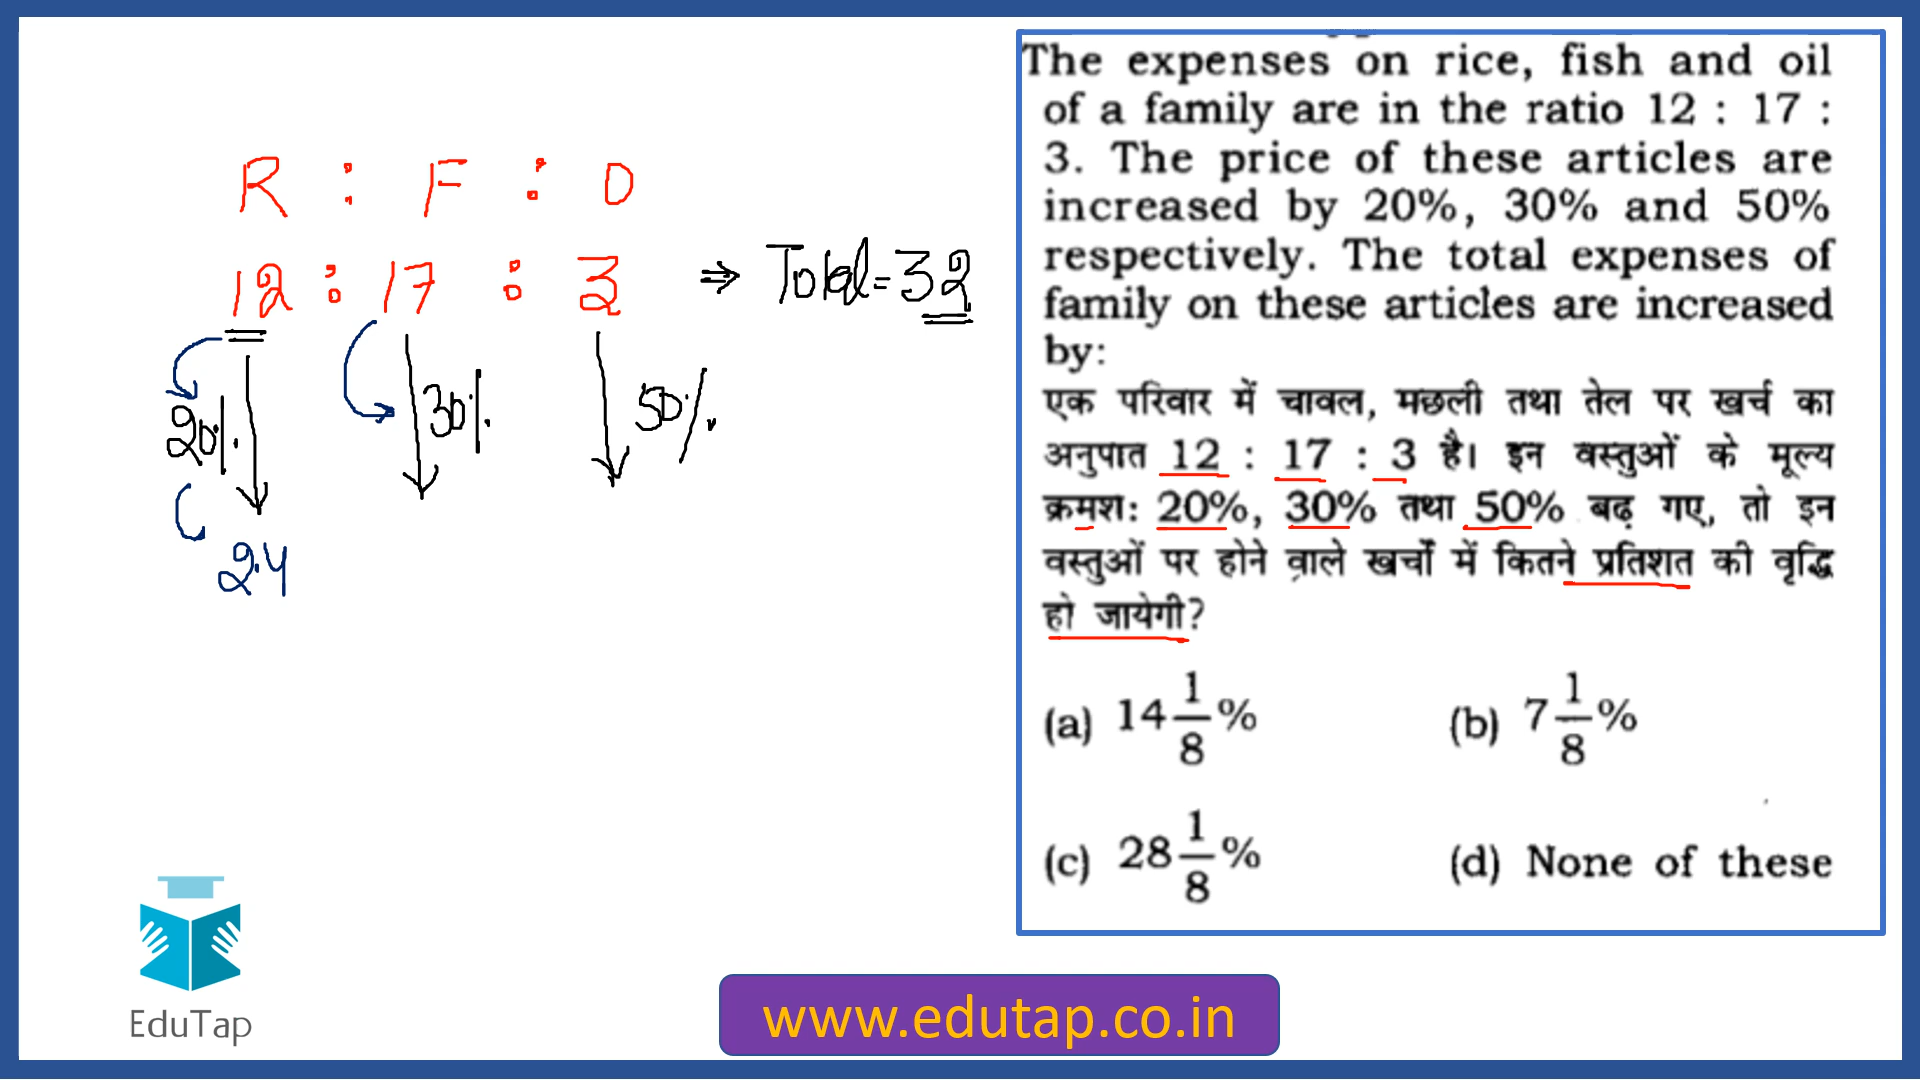 R : F : O
12 : 17 : 3 ⇒ Total = 32
20% 30% 50%
2.4
The expenses on rice, fish and oil
of a family are in the ratio 12 : 17 :
3. The price of these articles are
increased by 20%, 30% and 50%
respectively. The total expenses of
family on these articles are increased
by:
एक परिवार में चावल, मछली तथा तेल पर खर्च का
अनुपात 12 : 17 : 3 है। इन वस्तुओं के मूल्य
क्रमश: 20%, 30% तथा 50% बढ़ गए, तो इन
वस्तुओं पर होने वाले खर्चों में कितने प्रतिशत की वृद्धि
हो जायेगी?
(a) 14 1/8 % (b) 7 1/8 %
(c) 28 1/8 % (d) None of these
EduTap
www.edutap.co.in